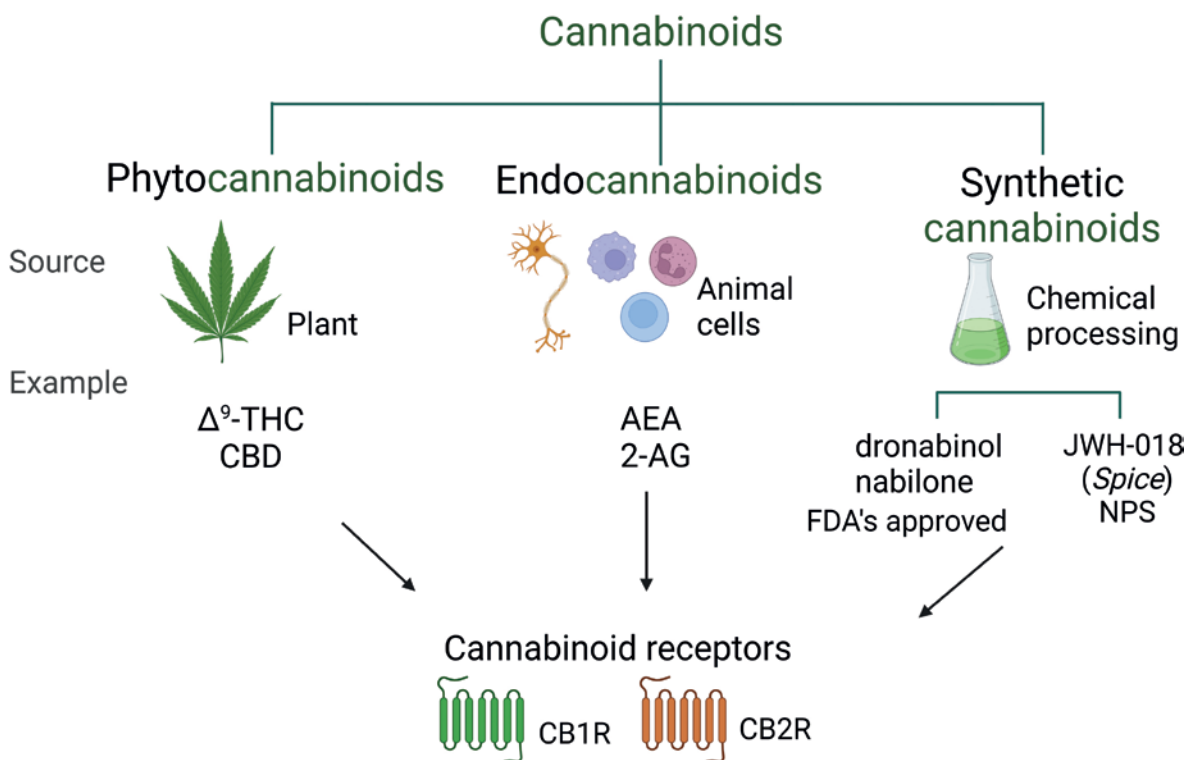 Cannabinoids
Phytocannabinoids
Endocannabinoids
Synthetic
cannabinoids
Source
Plant
Animal
cells
Chemical
processing
Example
Δ⁹-THC
CBD
AEA
2-AG
dronabinol
nabilone
FDA's approved
JWH-018
(Spice)
NPS
Cannabinoid receptors
CB1R
CB2R